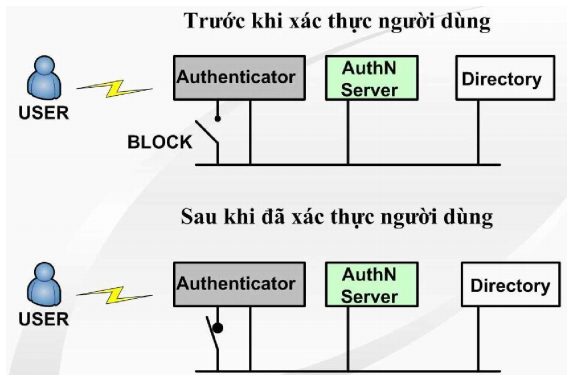 Trước khi xác thực người dùng
Authenticator
AuthN
Server
Directory
USER
BLOCK
Sau khi đã xác thực người dùng
Authenticator
AuthN
Server
Directory
USER